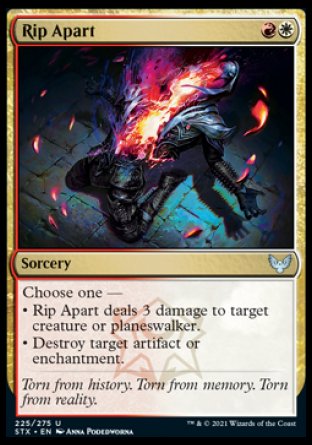 Rip Apart
Sorcery
Choose one —
• Rip Apart deals 3 damage to target
creature or planeswalker.
• Destroy target artifact or
enchantment.
Torn from history. Torn from memory. Torn
from reality.
225/275 U
STX • EN Anna Podedworna
™ & © 2021 Wizards of the Coast